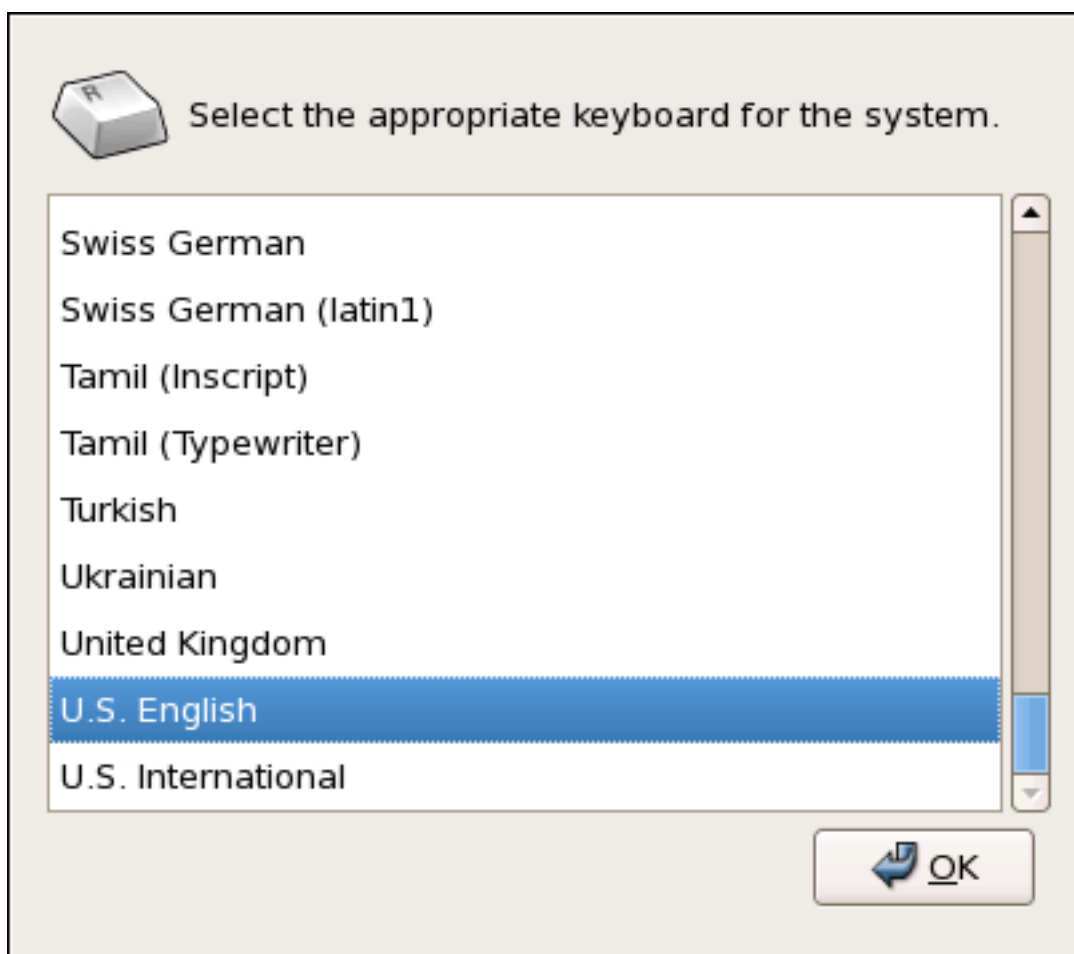 R
Select the appropriate keyboard for the system.
Swiss German
Swiss German (latin1)
Tamil (Inscript)
Tamil (Typewriter)
Turkish
Ukrainian
United Kingdom
U.S. English
U.S. International
OK